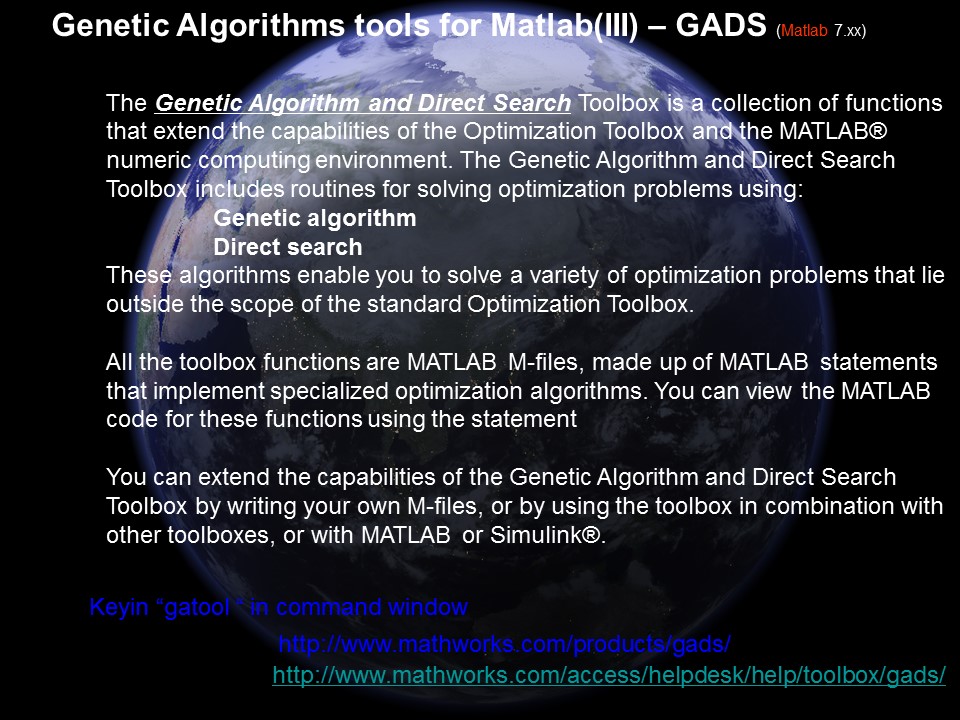 Genetic Algorithms tools for Matlab(III) – GADS (Matlab 7.xx)
The Genetic Algorithm and Direct Search Toolbox is a collection of functions
that extend the capabilities of the Optimization Toolbox and the MATLAB®
numeric computing environment. The Genetic Algorithm and Direct Search
Toolbox includes routines for solving optimization problems using:
Genetic algorithm
Direct search
These algorithms enable you to solve a variety of optimization problems that lie
outside the scope of the standard Optimization Toolbox.
All the toolbox functions are MATLAB M-files, made up of MATLAB statements
that implement specialized optimization algorithms. You can view the MATLAB
code for these functions using the statement
You can extend the capabilities of the Genetic Algorithm and Direct Search
Toolbox by writing your own M-files, or by using the toolbox in combination with
other toolboxes, or with MATLAB or Simulink®.
Keyin “gatool ” in command window
http://www.mathworks.com/products/gads/
http://www.mathworks.com/access/helpdesk/help/toolbox/gads/